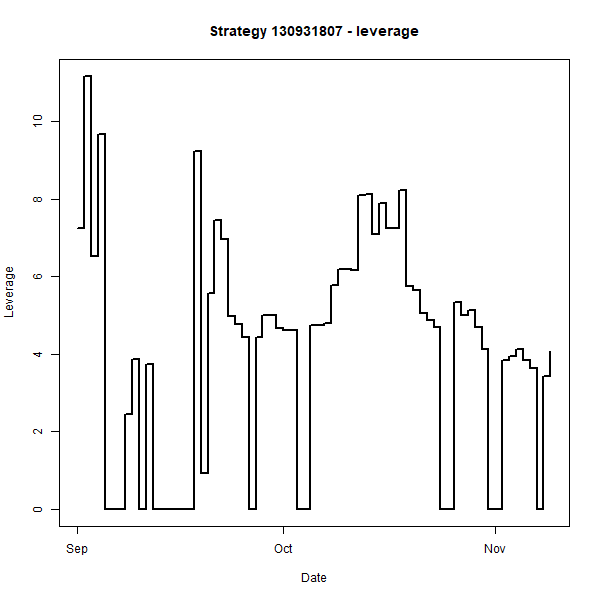 Strategy 130931807 - leverage
10
8
6
4
2
0
Leverage
Sep
Oct
Nov
Date